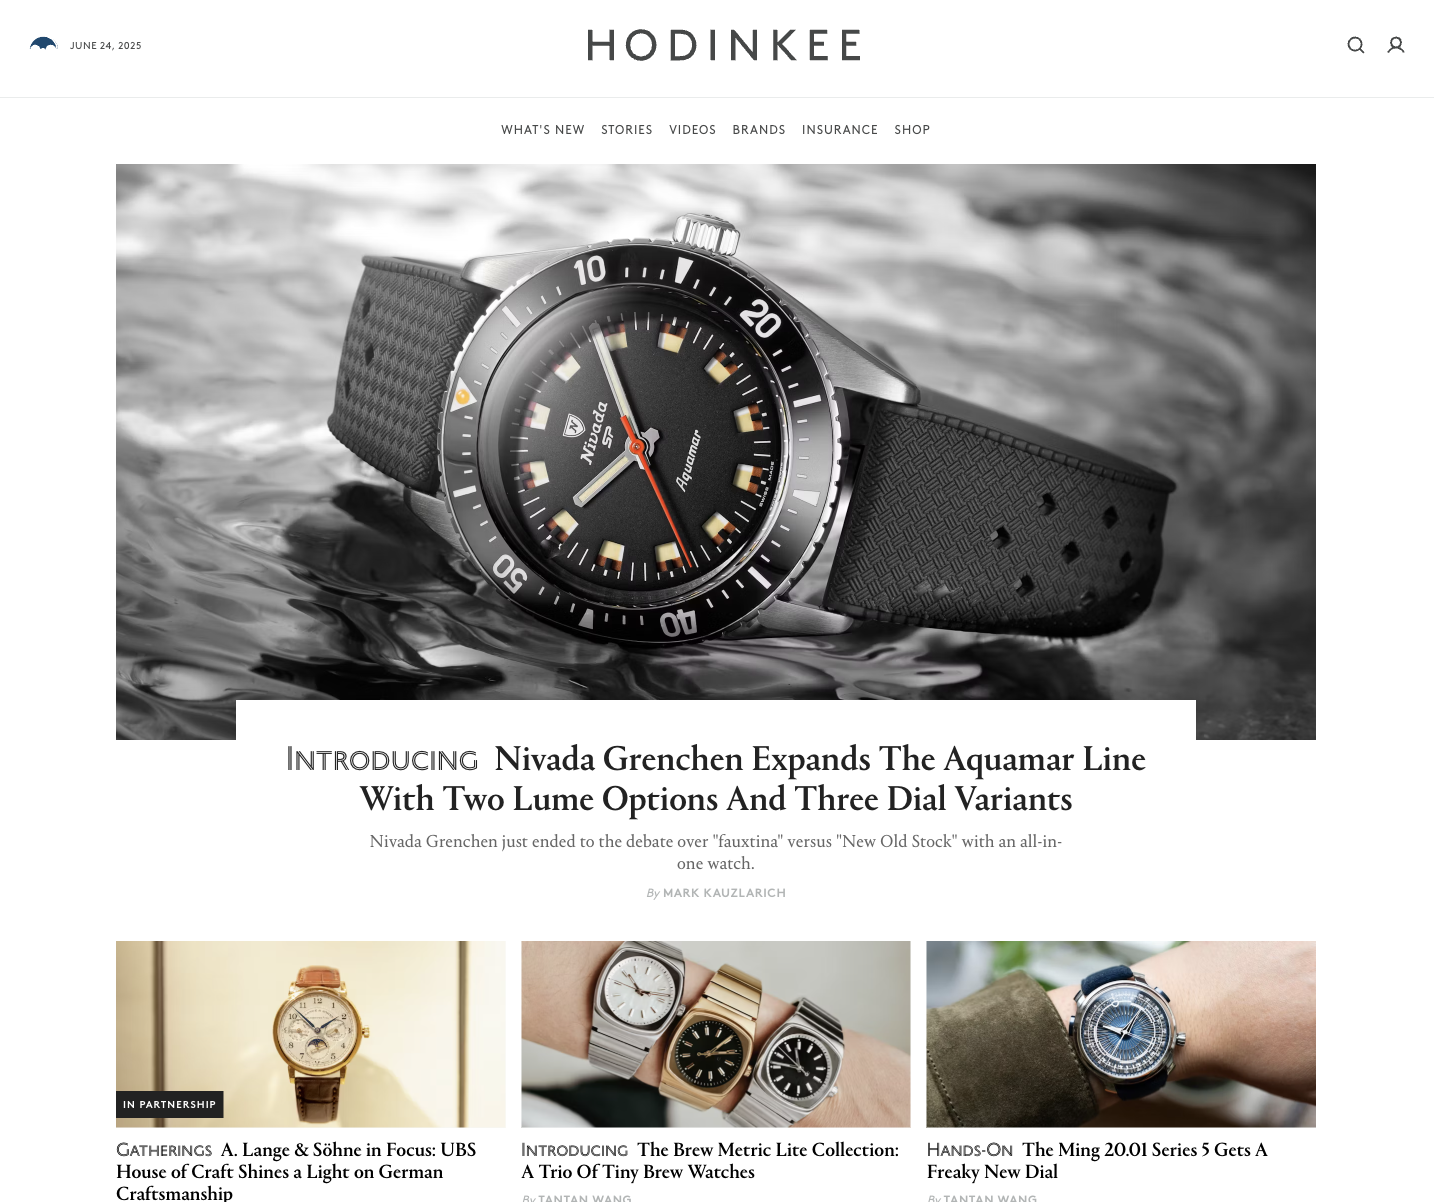 JUNE 24, 2025
HODINKEE
WHAT'S NEW STORIES VIDEOS BRANDS INSURANCE SHOP
10
20
Nivada
SP
Aquamar
SWISS MADE
50
40
INTRODUCING Nivada Grenchen Expands The Aquamar Line
With Two Lume Options And Three Dial Variants
Nivada Grenchen just ended to the debate over "fauxtina" versus "New Old Stock" with an all-in-
one watch.
By MARK KAUZLARICH
IN PARTNERSHIP
GATHERINGS A. Lange & Söhne in Focus: UBS
House of Craft Shines a Light on German
Craftsmanship
INTRODUCING The Brew Metric Lite Collection:
A Trio Of Tiny Brew Watches
By TANTAN WANG
HANDS-ON The Ming 20.01 Series 5 Gets A
Freaky New Dial
By TANTAN WANG